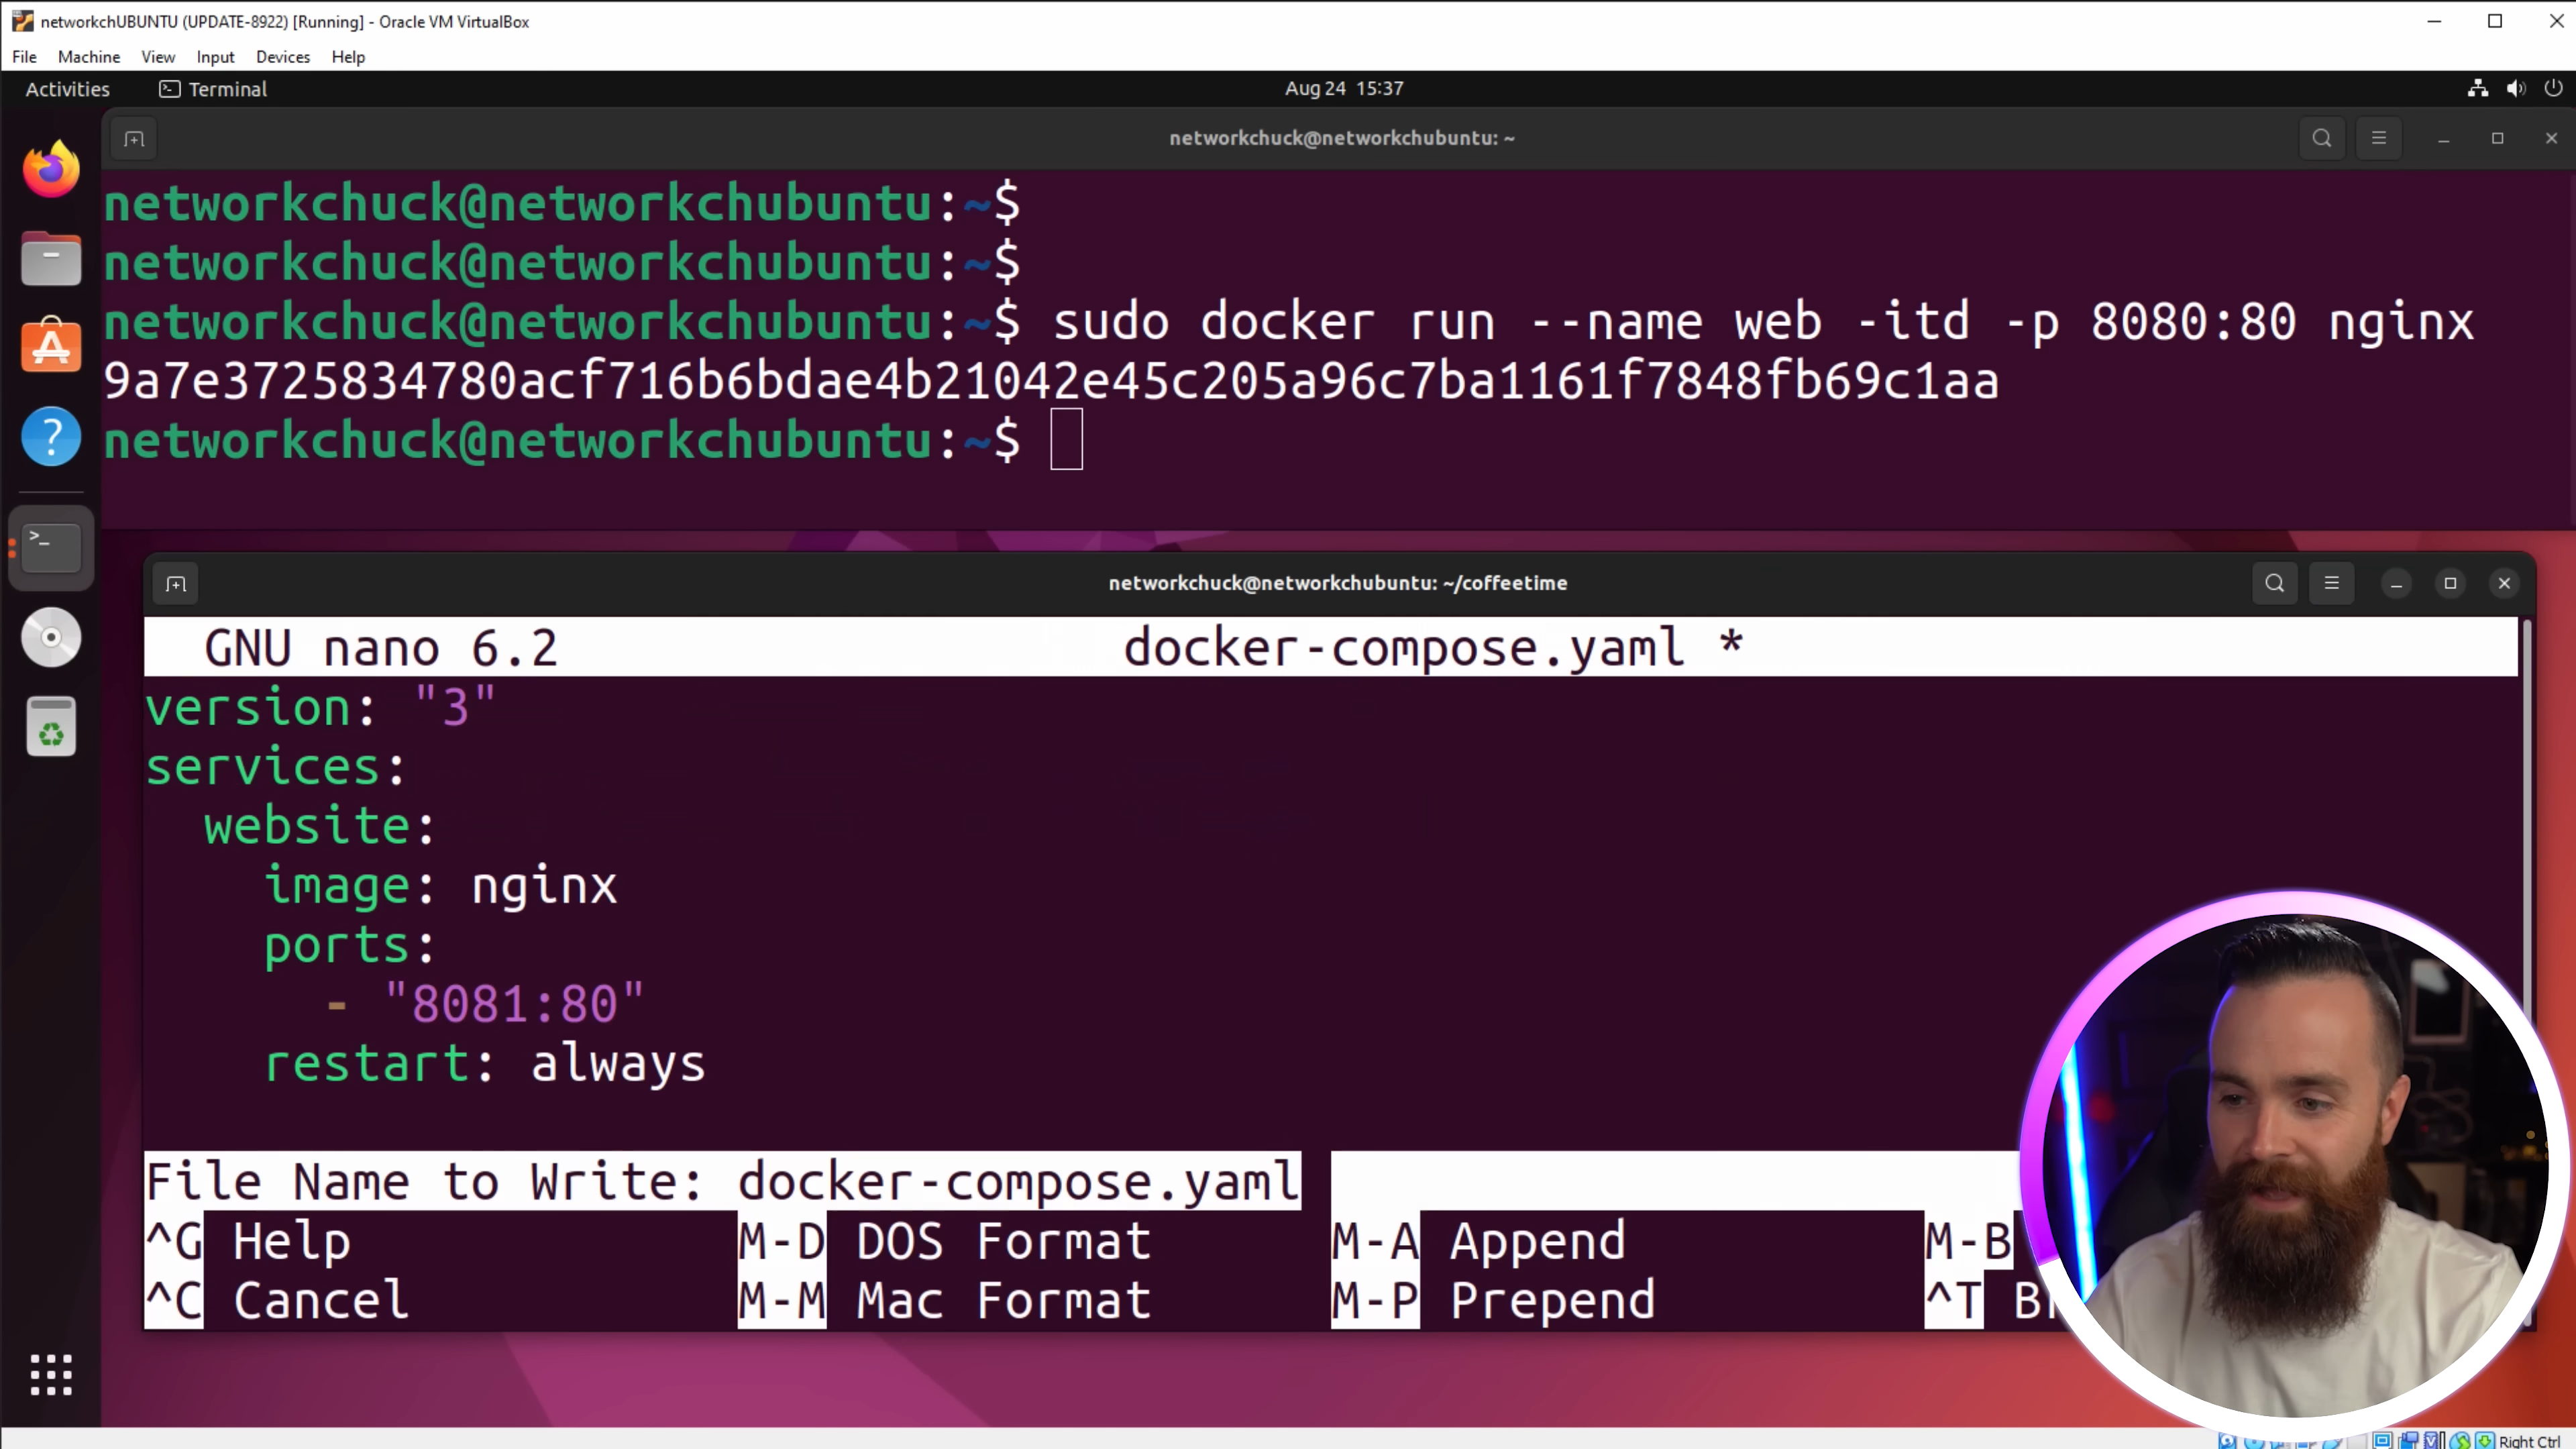 networkchUBUNTU (UPDATE-8922) [Running] - Oracle VM VirtualBox
File Machine View Input Devices Help
Activities Terminal Aug 24 15:37
networkchuck@networkchubuntu: ~
networkchuck@networkchubuntu:~$
networkchuck@networkchubuntu:~$
networkchuck@networkchubuntu:~$ sudo docker run --name web -itd -p 8080:80 nginx
9a7e3725834780acf716b6bdae4b21042e45c205a96c7ba1161f7848fb69c1aa
networkchuck@networkchubuntu:~$
networkchuck@networkchubuntu: ~/coffeetime
GNU nano 6.2 docker-compose.yaml *
version: "3"
services:
website:
image: nginx
ports:
- "8081:80"
restart: always
File Name to Write: docker-compose.yaml
^G Help M-D DOS Format M-A Append M-B
^C Cancel M-M Mac Format M-P Prepend ^T
Right Ctrl